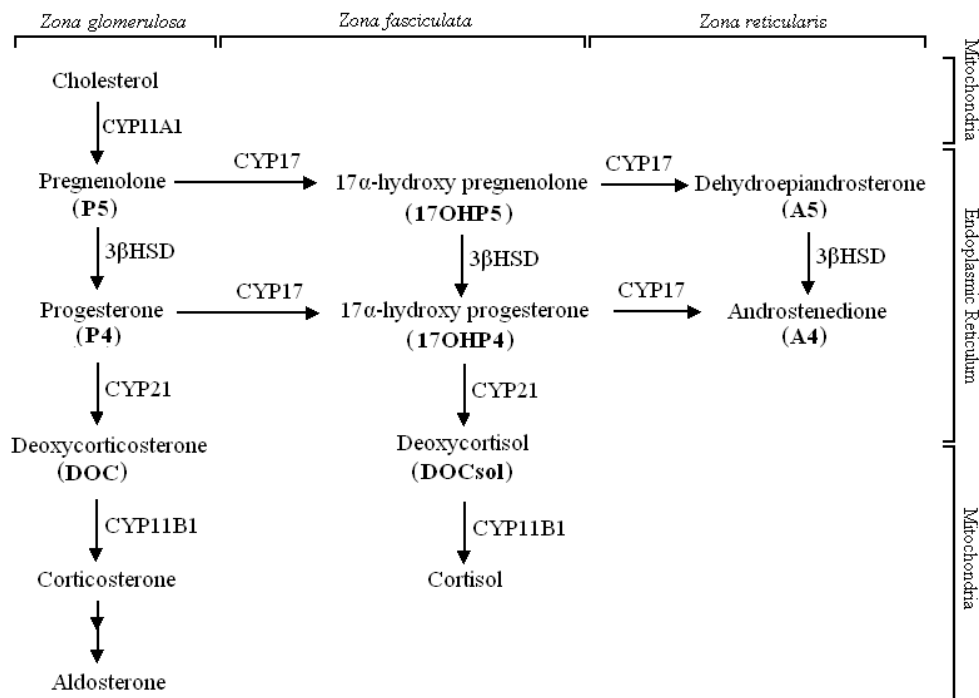 Zona glomerulosa Zona fasciculata Zona reticularis
Mitochondria
Cholesterol
CYP11A1
CYP17 CYP17
Pregnenolone 17α-hydroxy pregnenolone Dehydroepiandrosterone
(P5) (17OHP5) (A5)
Endoplasmic Reticulum
3βHSD 3βHSD 3βHSD
CYP17 CYP17
Progesterone 17α-hydroxy progesterone Androstenedione
(P4) (17OHP4) (A4)
CYP21 CYP21
Deoxycorticosterone Deoxycortisol
(DOC) (DOCsol)
Mitochondria
CYP11B1 CYP11B1
Corticosterone Cortisol
Aldosterone